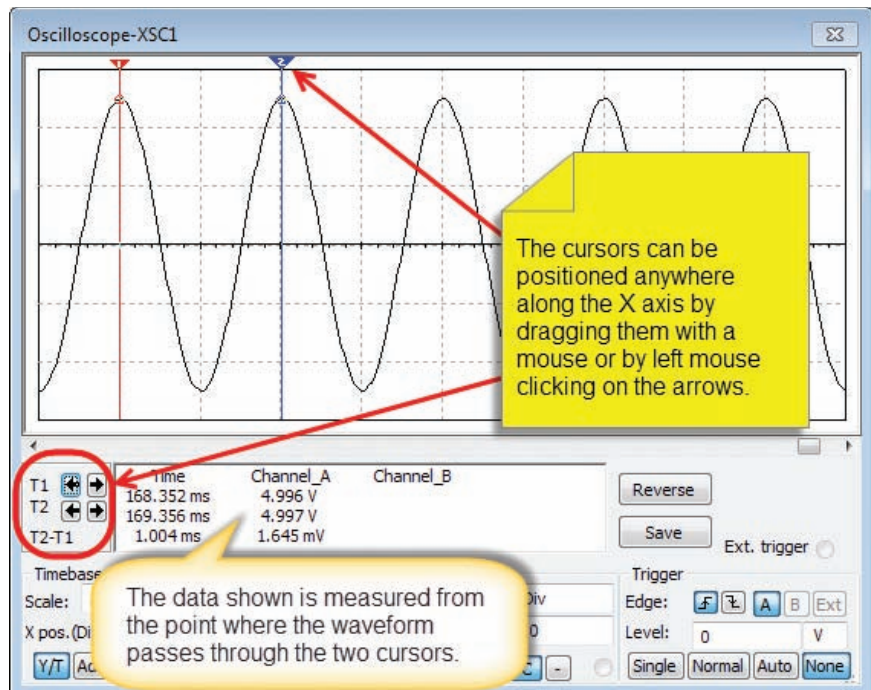 Oscilloscope-XSC1
1
2
The cursors can be
positioned anywhere
along the X axis by
dragging them with a
mouse or by left mouse
clicking on the arrows.
T1
T2
T2-T1
Time Channel_A Channel_B
168.352 ms 4.996 V
169.356 ms 4.997 V
1.004 ms 1.645 mV
Reverse
Save
Ext. trigger
Timebase
Scale:
X pos.(Di
Y/T
The data shown is measured from
the point where the waveform
passes through the two cursors.
Div
0
C -
Trigger
Edge: A B Ext
Level: 0 V
Single Normal Auto None